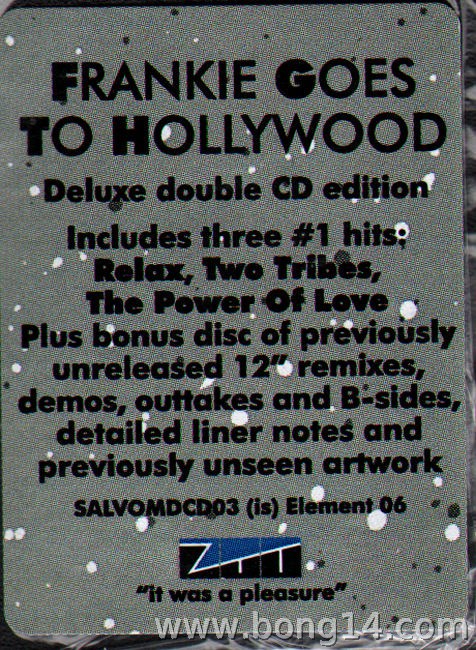 FRANKIE GOES
TO HOLLYWOOD
Deluxe double CD edition
Includes three #1 hits:
Relax, Two Tribes,
The Power Of Love
Plus bonus disc of previously
unreleased 12" remixes,
demos, outtakes and B-sides,
detailed liner notes and
previously unseen artwork
SALVOMDCD03 (is) Element 06
ZTT
"it was a pleasure"
www.bong14.com